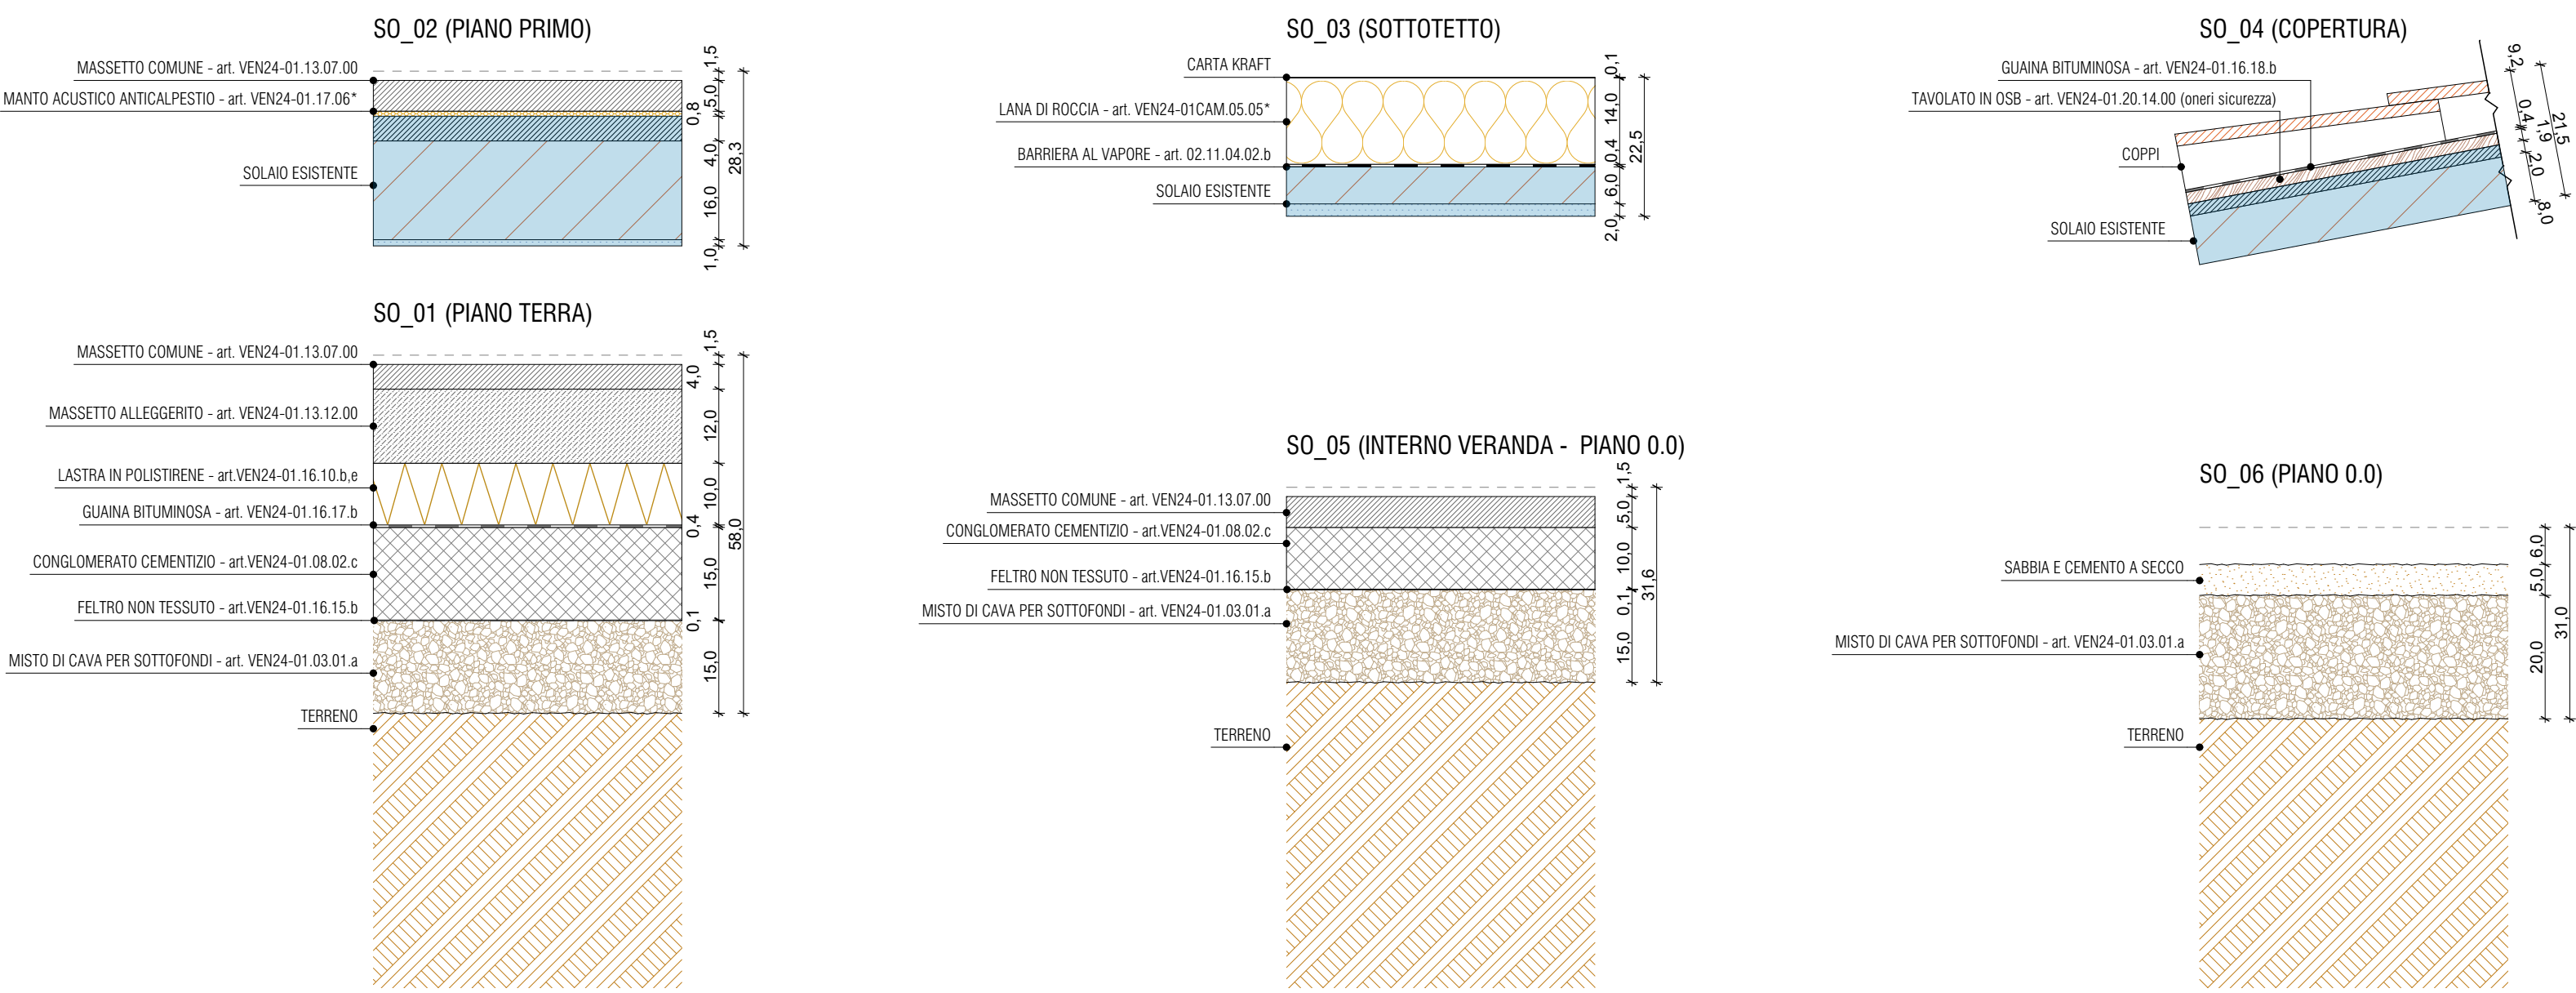 SO_02 (PIANO PRIMO)
MASSETTO COMUNE - art. VEN24-01.13.07.00
MANTO ACUSTICO ANTICALPESTIO - art. VEN24-01.17.06*
SOLAIO ESISTENTE
1,5
5,0
0,8
4,0
16,0
1,0
28,3
SO_03 (SOTTOTETTO)
CARTA KRAFT
LANA DI ROCCIA - art. VEN24-01CAM.05.05*
BARRIERA AL VAPORE - art. 02.11.04.02.b
SOLAIO ESISTENTE
0,1
14,0
0,4
6,0
2,0
22,5
SO_04 (COPERTURA)
GUAINA BITUMINOSA - art. VEN24-01.16.18.b
TAVOLATO IN OSB - art. VEN24-01.20.14.00 (oneri sicurezza)
COPPI
SOLAIO ESISTENTE
9,2
0,4
1,9
2,0
8,0
21,5
SO_01 (PIANO TERRA)
MASSETTO COMUNE - art. VEN24-01.13.07.00
MASSETTO ALLEGGERITO - art. VEN24-01.13.12.00
LASTRA IN POLISTIRENE - art.VEN24-01.16.10.b,e
GUAINA BITUMINOSA - art. VEN24-01.16.17.b
CONGLOMERATO CEMENTIZIO - art.VEN24-01.08.02.c
FELTRO NON TESSUTO - art.VEN24-01.16.15.b
MISTO DI CAVA PER SOTTOFONDI - art. VEN24-01.03.01.a
TERRENO
1,5
4,0
12,0
10,0
0,4
15,0
0,1
15,0
58,0
SO_05 (INTERNO VERANDA - PIANO 0.0)
MASSETTO COMUNE - art. VEN24-01.13.07.00
CONGLOMERATO CEMENTIZIO - art.VEN24-01.08.02.c
FELTRO NON TESSUTO - art.VEN24-01.16.15.b
MISTO DI CAVA PER SOTTOFONDI - art. VEN24-01.03.01.a
TERRENO
1,5
5,0
10,0
0,1
15,0
31,6
SO_06 (PIANO 0.0)
SABBIA E CEMENTO A SECCO
MISTO DI CAVA PER SOTTOFONDI - art. VEN24-01.03.01.a
TERRENO
6,0
5,0
20,0
31,0